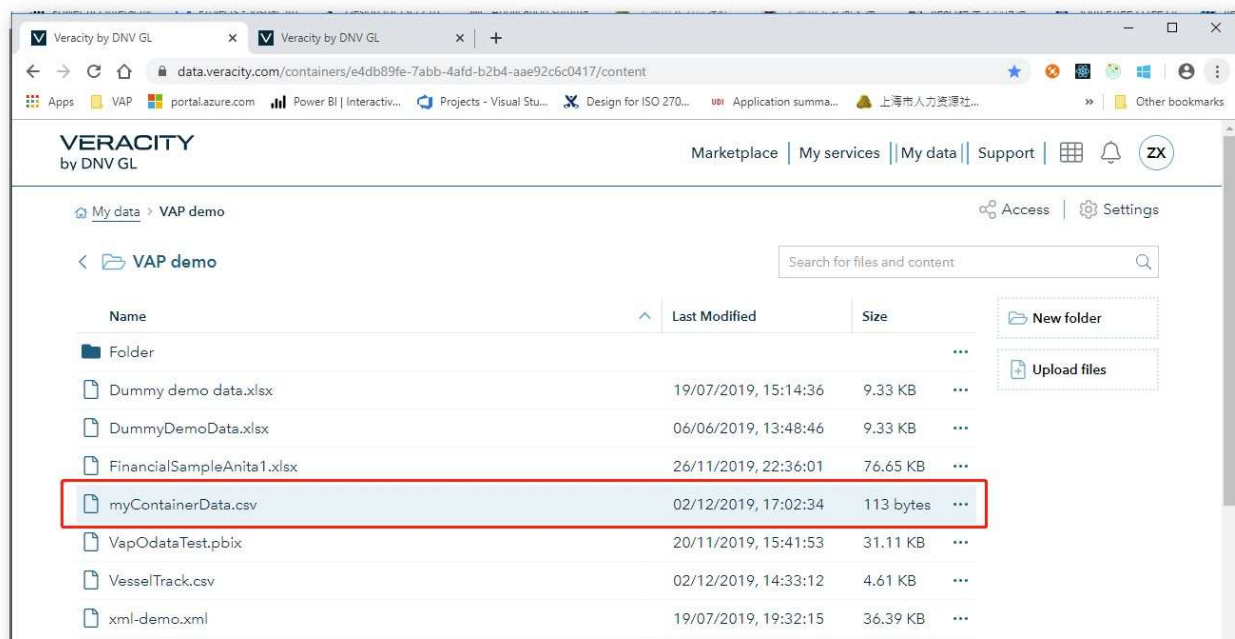 Veracity by DNV GL
Veracity by DNV GL
data.veracity.com/containers/e4db89fe-7abb-4afd-b2b4-aae92c6c0417/content
Apps VAP portal.azure.com Power BI | Interactiv... Projects - Visual Stu... Design for ISO 270... UDI Application summa... 上海市人力资源社... » Other bookmarks
VERACITY
by DNV GL
Marketplace My services My data Support ZX
My data > VAP demo
Access Settings
VAP demo
Search for files and content
Name Last Modified Size
New folder
Folder
Upload files
Dummy demo data.xlsx 19/07/2019, 15:14:36 9.33 KB
DummyDemoData.xlsx 06/06/2019, 13:48:46 9.33 KB
FinancialSampleAnita1.xlsx 26/11/2019, 22:36:01 76.65 KB
myContainerData.csv 02/12/2019, 17:02:34 113 bytes
VapOdataTest.pbix 20/11/2019, 15:41:53 31.11 KB
VesselTrack.csv 02/12/2019, 14:33:12 4.61 KB
xml-demo.xml 19/07/2019, 19:32:15 36.39 KB